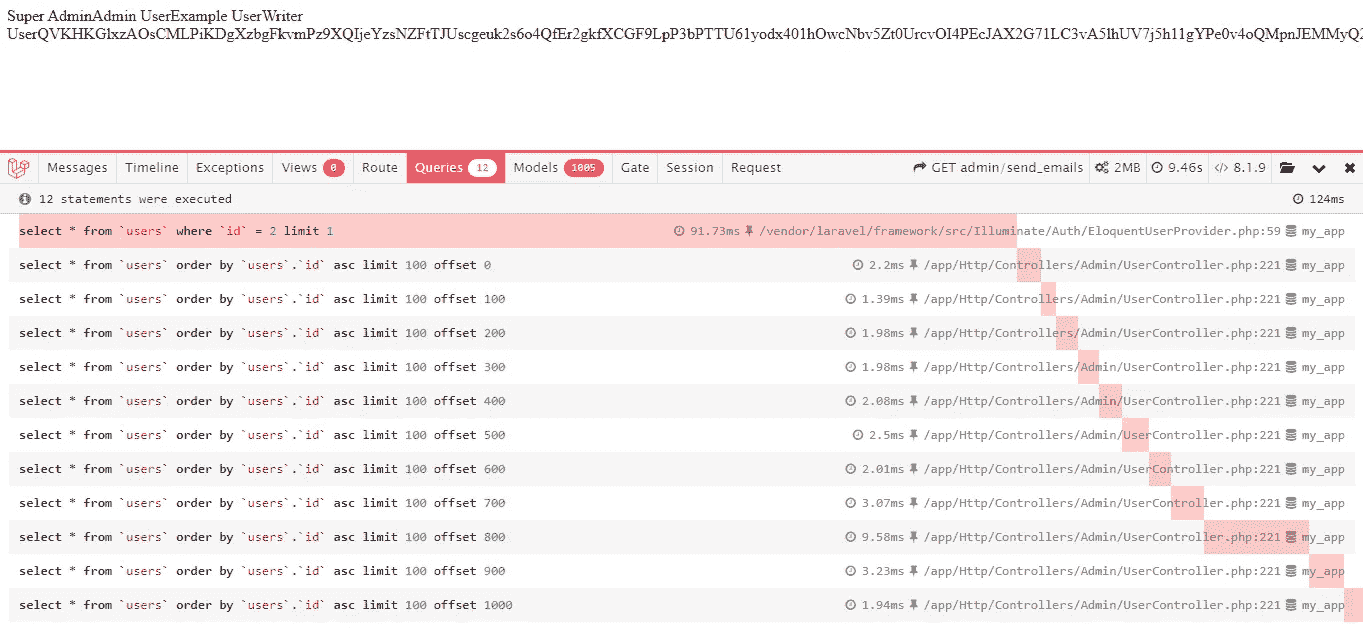 Super AdminAdmin UserExample UserWriter
UserQVKHKGlxzAOsCMLPiKDgXzbgFkvmPz9XQIjeYzsNZFtTJUscgeuk2s6o4QfEr2gkfXCGF9LpP3bPTTU61yodx401hOwcNbv5Zt0UrcvOI4PEcJAX2G71LC3vA5lhUV7j5h11gYPe0v4oQMpnJEMMyQ2
Messages Timeline Exceptions Views 0 Route Queries 12 Models 1005 Gate Session Request GET admin/send_emails 2MB 9.46s 8.1.9
12 statements were executed 124ms
select * from `users` where `id` = 2 limit 1 91.73ms /vendor/laravel/framework/src/Illuminate/Auth/EloquentUserProvider.php:59 my_app
select * from `users` order by `users`.`id` asc limit 100 offset 0 2.2ms /app/Http/Controllers/Admin/UserController.php:221 my_app
select * from `users` order by `users`.`id` asc limit 100 offset 100 1.39ms /app/Http/Controllers/Admin/UserController.php:221 my_app
select * from `users` order by `users`.`id` asc limit 100 offset 200 1.98ms /app/Http/Controllers/Admin/UserController.php:221 my_app
select * from `users` order by `users`.`id` asc limit 100 offset 300 1.98ms /app/Http/Controllers/Admin/UserController.php:221 my_app
select * from `users` order by `users`.`id` asc limit 100 offset 400 2.08ms /app/Http/Controllers/Admin/UserController.php:221 my_app
select * from `users` order by `users`.`id` asc limit 100 offset 500 2.5ms /app/Http/Controllers/Admin/UserController.php:221 my_app
select * from `users` order by `users`.`id` asc limit 100 offset 600 2.01ms /app/Http/Controllers/Admin/UserController.php:221 my_app
select * from `users` order by `users`.`id` asc limit 100 offset 700 3.07ms /app/Http/Controllers/Admin/UserController.php:221 my_app
select * from `users` order by `users`.`id` asc limit 100 offset 800 9.58ms /app/Http/Controllers/Admin/UserController.php:221 my_app
select * from `users` order by `users`.`id` asc limit 100 offset 900 3.23ms /app/Http/Controllers/Admin/UserController.php:221 my_app
select * from `users` order by `users`.`id` asc limit 100 offset 1000 1.94ms /app/Http/Controllers/Admin/UserController.php:221 my_app